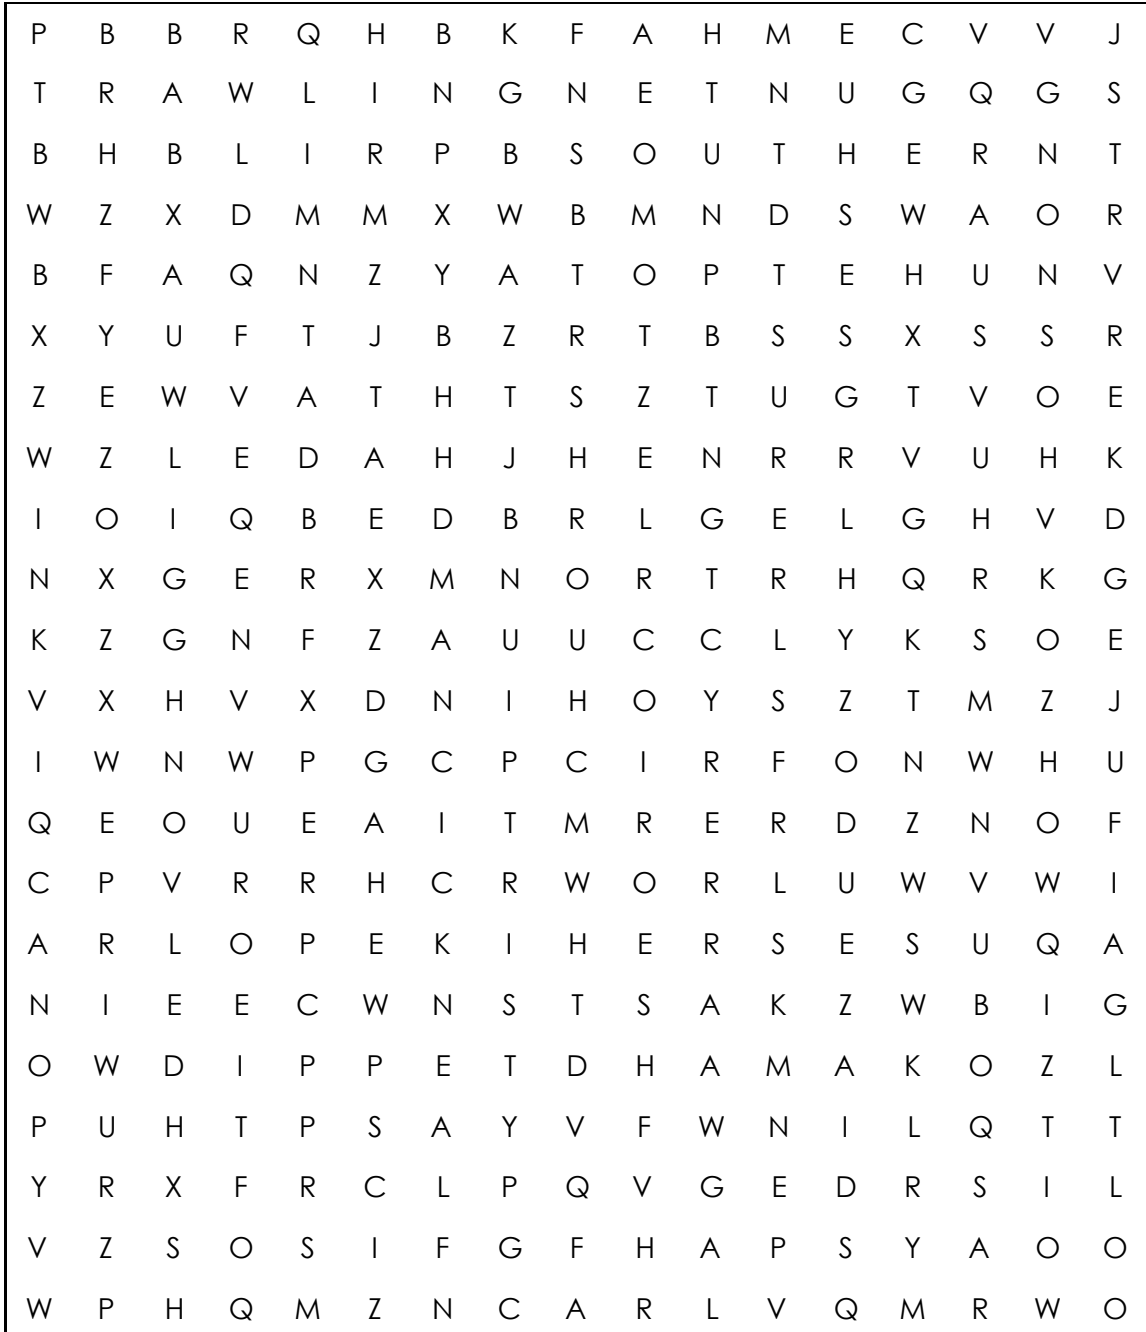 P B B R Q H B K F A H M E C V V J
T R A W L I N G N E T N U G Q G S
B H B L I R P B S O U T H E R N T
W Z X D M M X W B M N D S W A O R
B F A Q N Z Y A T O P T E H U N V
X Y U F T J B Z R T B S S X S S R
Z E W V A T H T S Z T U G T V O E
W Z L E D A H J H E N R R V U H K
I O I Q B E D B R L G E L G H V D
N X G E R X M N O R T R H Q R K G
K Z G N F Z A U U C C L Y K S O E
V X H V X D N I H O Y S Z T M Z J
I W N W P G C P C I R F O N W H U
Q E O U E A I T M R E R D Z N O F
C P V R R H C R W O R L U W V W I
A R L O P E K I H E R S E S U Q A
N I E E C W N S T S A K Z W B I G
O W D I P P E T D H A M A K O Z L
P U H T P S A Y V F W N I L Q T T
Y R X F R C L P Q V G E D R S I L
V Z S O S I F G F H A P S Y A O O
W P H Q M Z N C A R L V Q M R W O